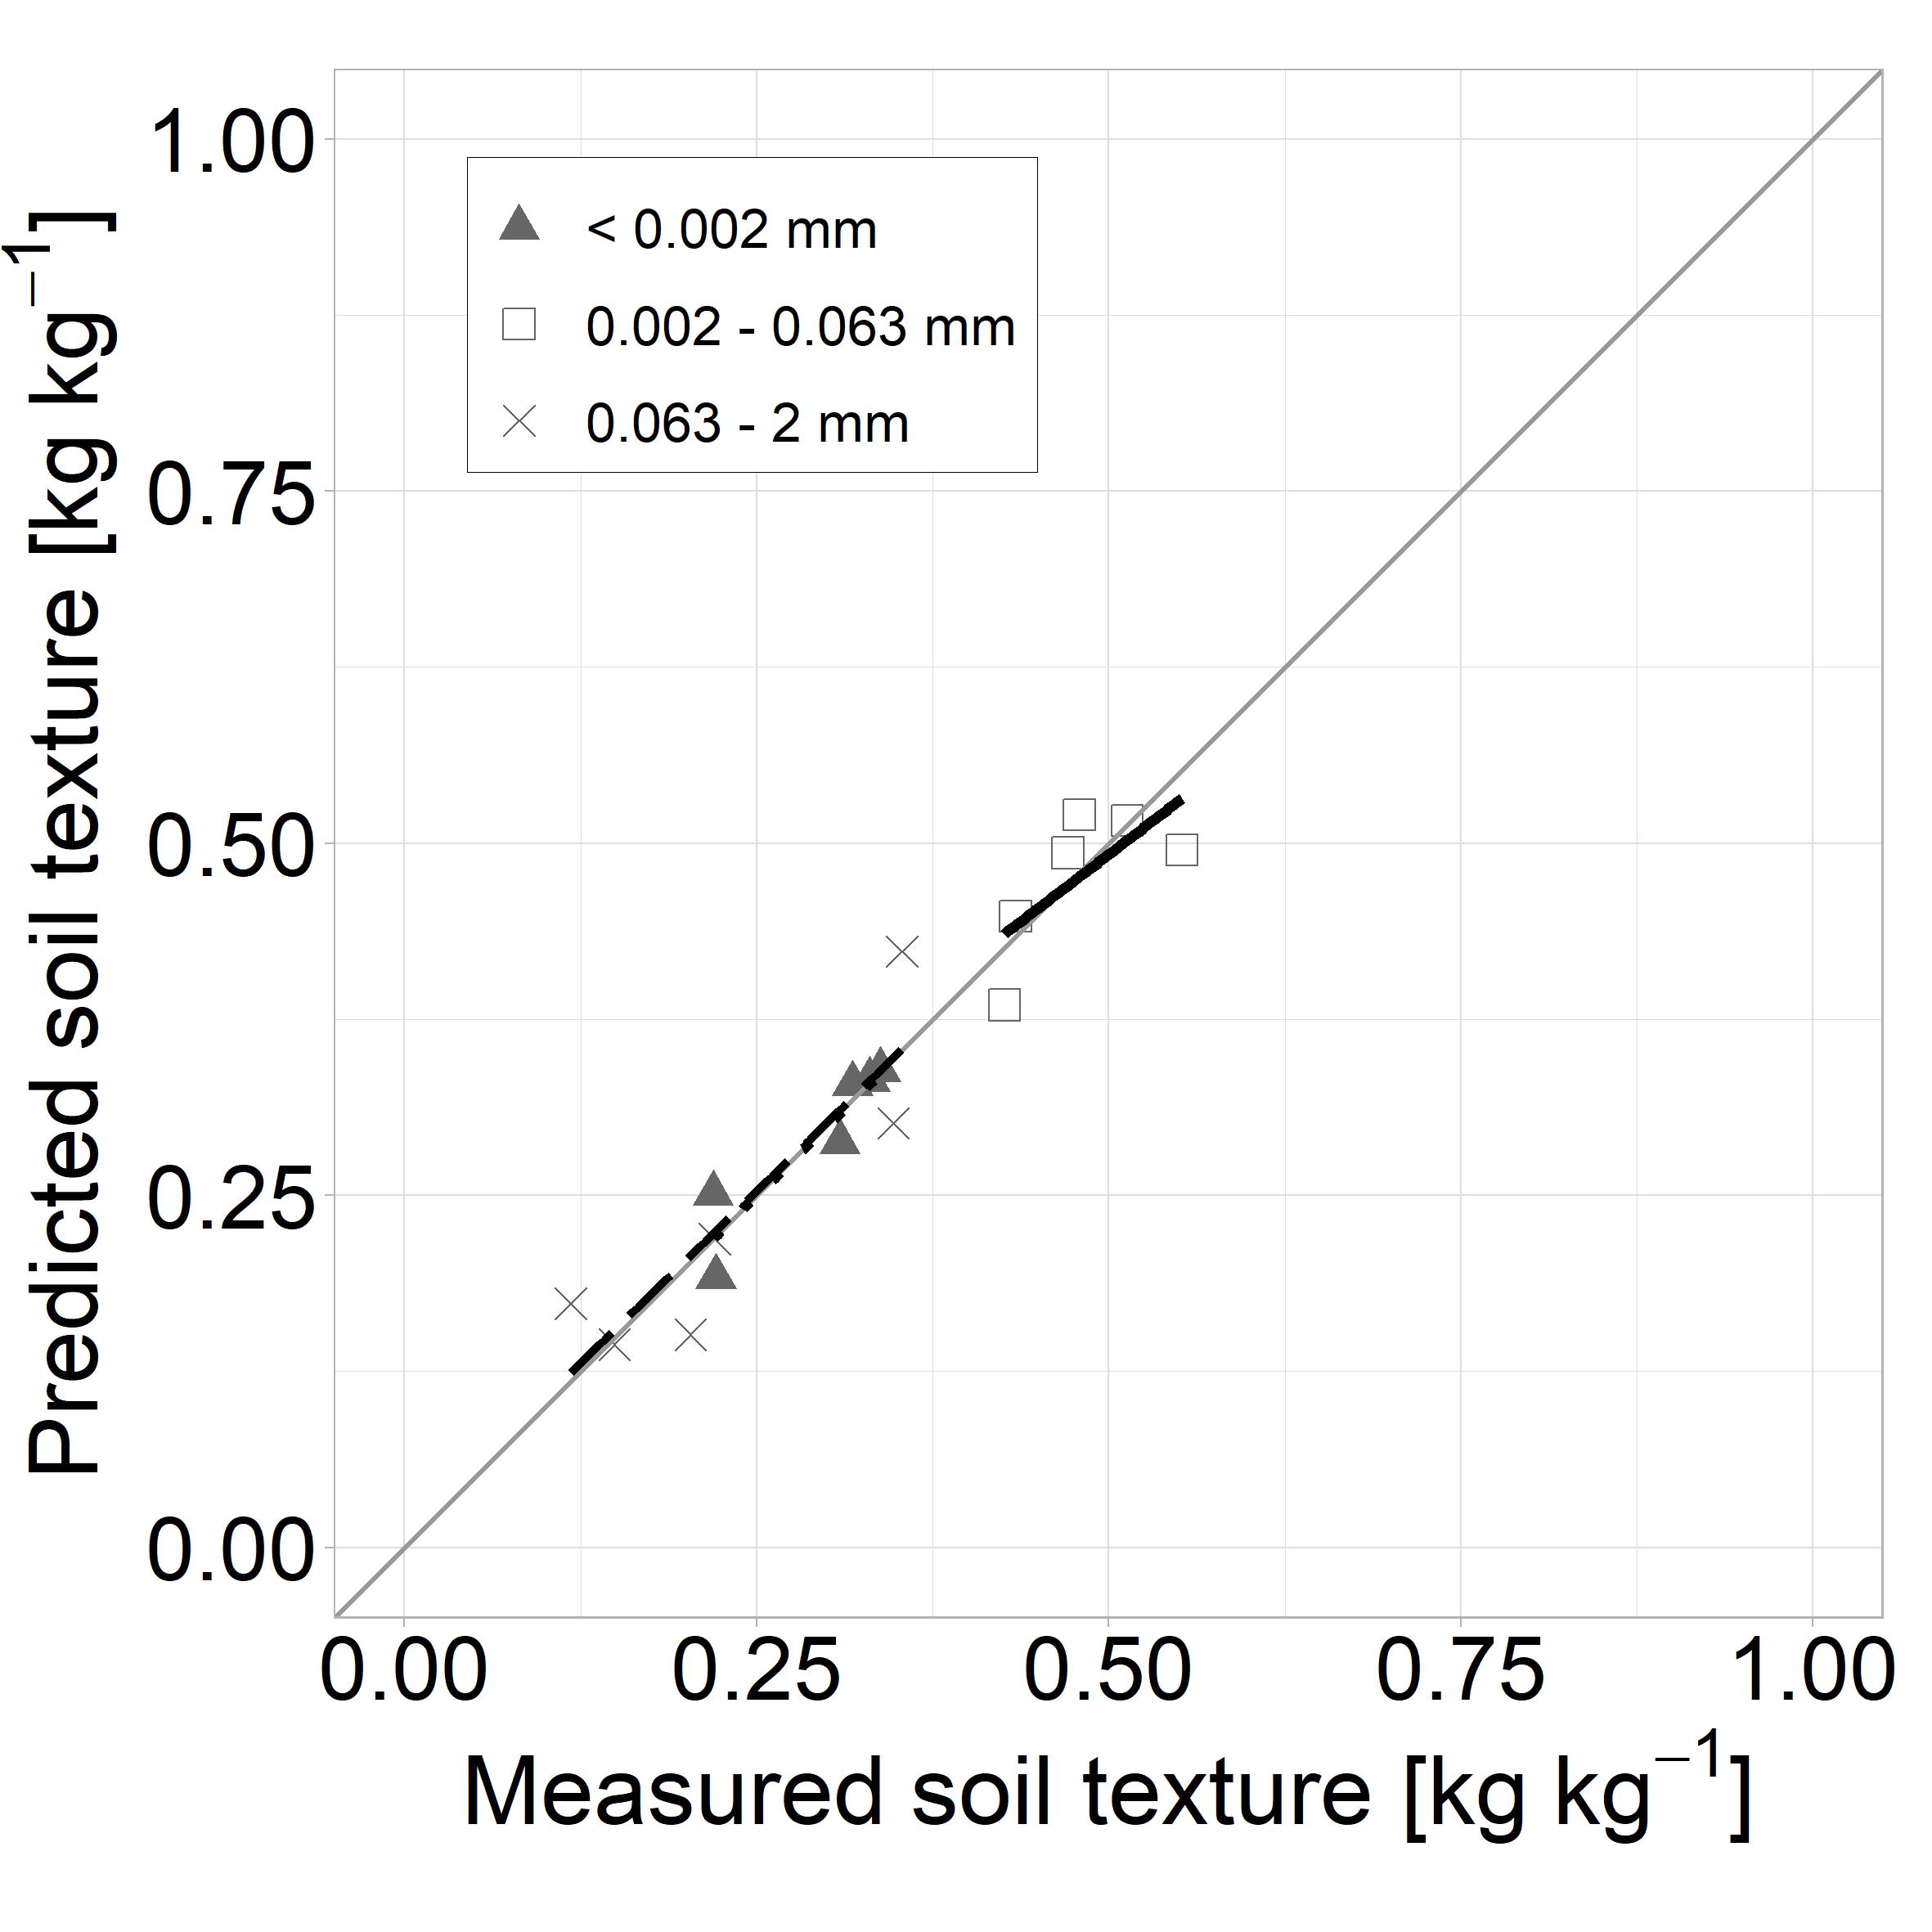 Predicted soil texture [kg kg⁻¹]
1.00
0.75
0.50
0.25
0.00
< 0.002 mm
0.002 - 0.063 mm
0.063 - 2 mm
0.00 0.25 0.50 0.75 1.00
Measured soil texture [kg kg⁻¹]